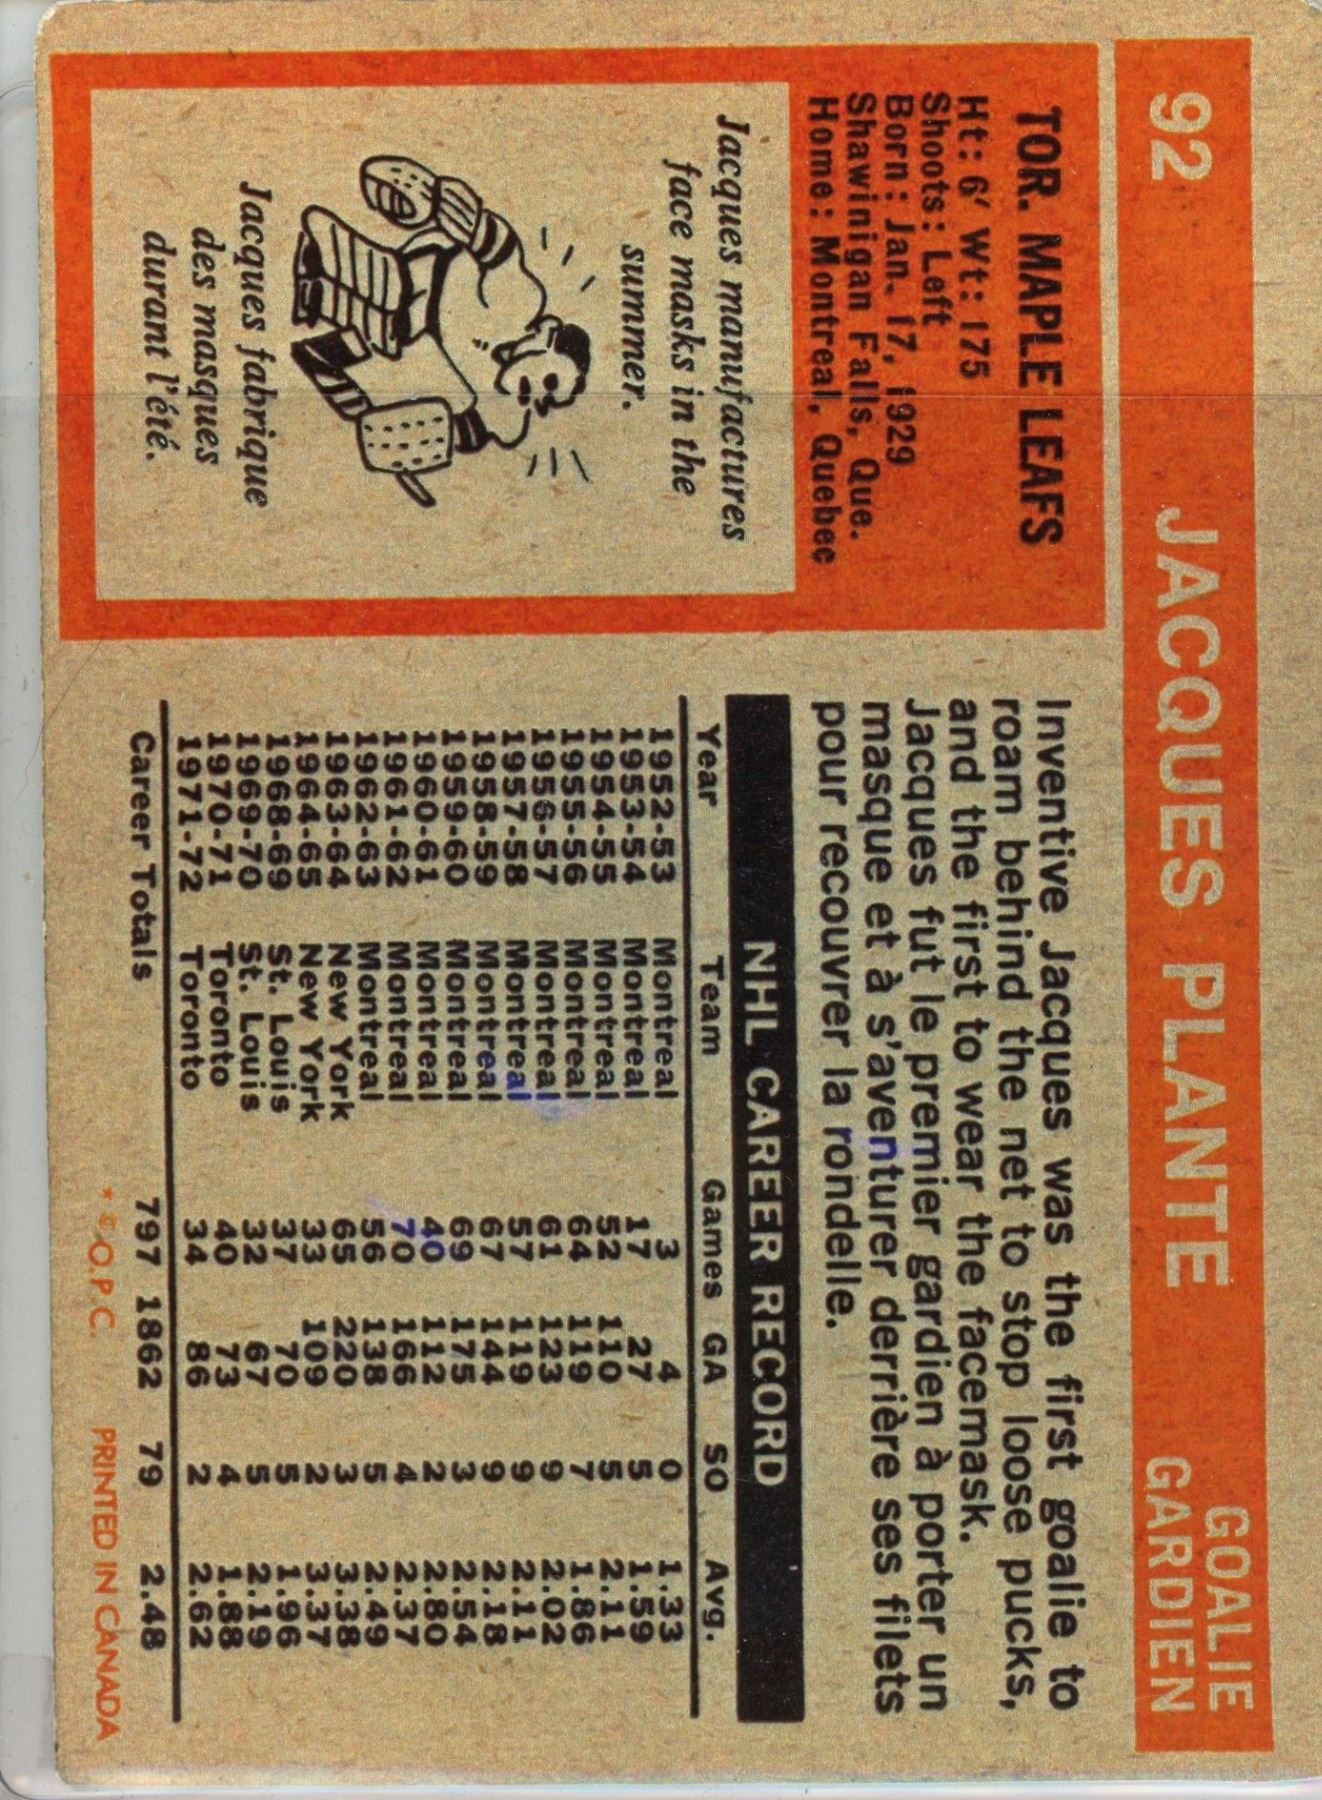 92 JACQUES PLANTE GOALIE
GARDIEN
TOR. MAPLE LEAFS
Ht: 6' Wt: 175
Shoots: Left
Born: Jan. 17, 1929
Shawinigan Falls, Que.
Home: Montreal, Quebec
Jacques manufactures
face masks in the
summer.
Jacques fabrique
des masques
durant l'été.
Inventive Jacques was the first goalie to
roam behind the net to stop loose pucks,
and the first to wear the facemask.
Jacques fut le premier gardien à porter un
masque et à s'aventurer derrière ses filets
pour recouvrer la rondelle.
NHL CAREER RECORD
Year Team Games GA SO Avg.
1952-53 Montreal 3 4 0 1.33
1953-54 Montreal 17 27 5 1.59
1954-55 Montreal 52 110 5 2.11
1955-56 Montreal 64 119 7 1.86
1956-57 Montreal 61 123 9 2.02
1957-58 Montreal 57 119 9 2.11
1958-59 Montreal 67 144 9 2.18
1959-60 Montreal 69 175 3 2.54
1960-61 Montreal 40 112 2 2.80
1961-62 Montreal 70 166 4 2.37
1962-63 Montreal 56 138 5 2.49
1963-64 New York 65 220 3 3.38
1964-65 New York 33 109 2 3.37
1968-69 St. Louis 37 70 5 1.96
1969-70 St. Louis 32 67 5 2.19
1970-71 Toronto 40 73 4 1.88
1971-72 Toronto 34 86 2 2.62
Career Totals 797 1862 79 2.48
* © O.P.C. PRINTED IN CANADA